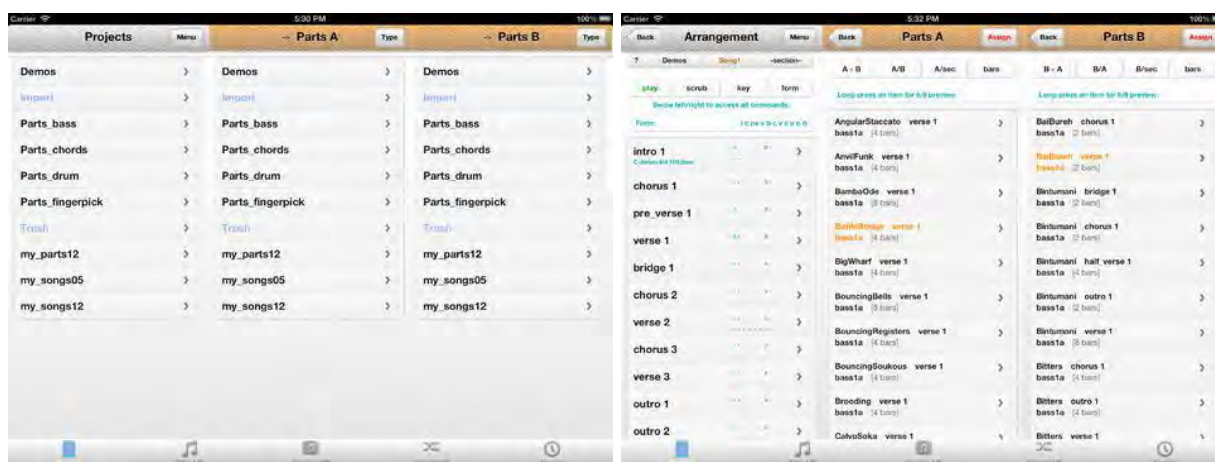 Carrier 5:30 PM 100%
Projects Menu → Parts A Type → Parts B Type
Demos Demos Demos
Import Import Import
Parts_bass Parts_bass Parts_bass
Parts_chords Parts_chords Parts_chords
Parts_drum Parts_drum Parts_drum
Parts_fingerpick Parts_fingerpick Parts_fingerpick
Trash Trash Trash
my_parts12 my_parts12 my_parts12
my_songs05 my_songs05 my_songs05
my_songs12 my_songs12 my_songs12
Carrier 5:32 PM 100%
Back Arrangement Menu
? Demos Song1 -section-
play scrub key form
Swipe left/right to access all commands.
Form:
intro 1
chorus 1
pre_verse 1
verse 1
bridge 1
chorus 2
verse 2
chorus 3
verse 3
outro 1
outro 2
Back Parts A Assign
A→B A/B A/sec bars
Long-press an item for A/B preview.
AngularStaccato verse 1
bass1a [4 bars]
AnvilFunk verse 1
bass1a [4 bars]
BambaOde verse 1
bass1a [8 bars]
verse 1
bass1a [4 bars]
BigWharf verse 1
bass1a [4 bars]
BouncingBells verse 1
bass1a [8 bars]
BouncingRegisters verse 1
bass1a [4 bars]
BouncingSoukous verse 1
bass1a [4 bars]
Brooding verse 1
bass1a [4 bars]
CalvoSoka verse 1
Back Parts B Assign
B→A B/A B/sec bars
Long-press an item for A/B preview.
BaiBureh chorus 1
bass1a [2 bars]
BaiBureh verse 1
bass1a [2 bars]
Bintumani bridge 1
bass1a [2 bars]
Bintumani chorus 1
bass1a [2 bars]
Bintumani half_verse 1
bass1a [4 bars]
Bintumani outro 1
bass1a [2 bars]
Bintumani verse 1
bass1a [8 bars]
Bitters chorus 1
bass1a [4 bars]
Bitters outro 1
bass1a [4 bars]
Bitters verse 1